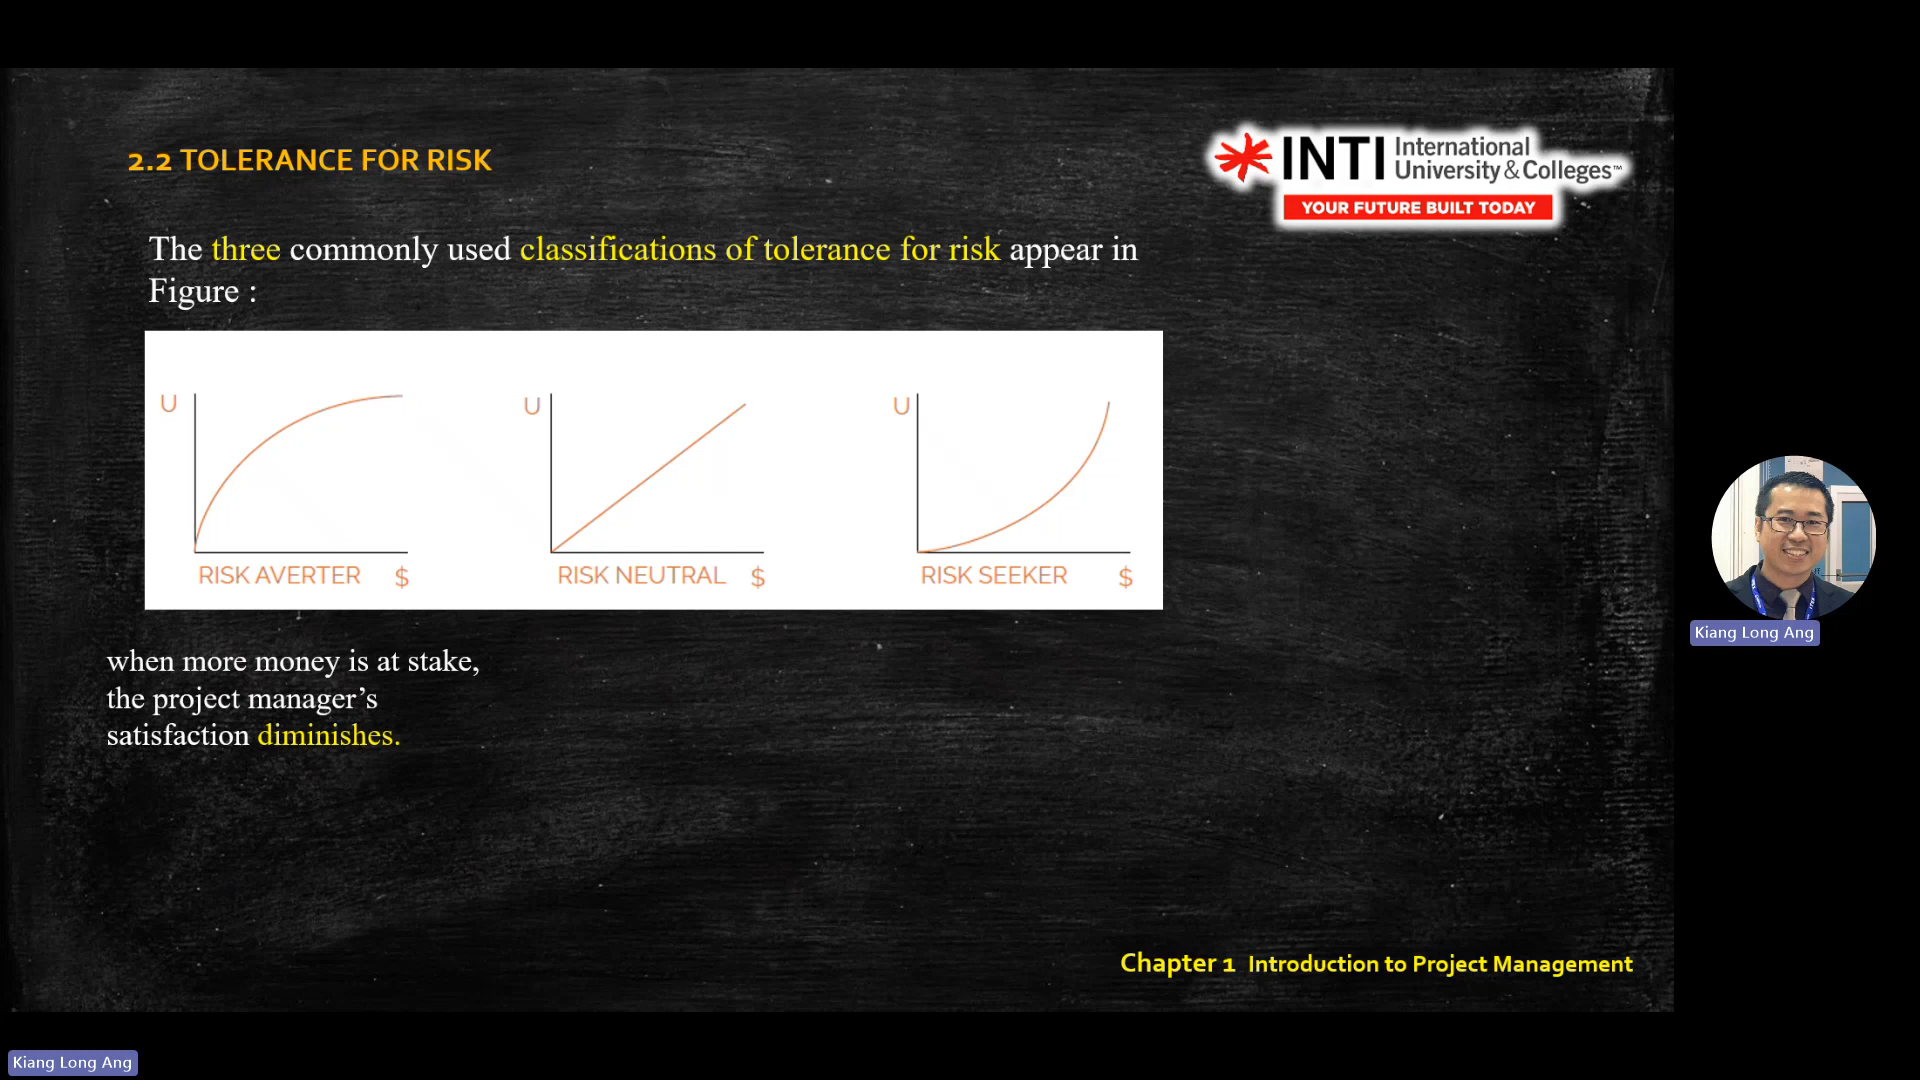 2.2 TOLERANCE FOR RISK
INTI International
University & Colleges™
YOUR FUTURE BUILT TODAY
The three commonly used classifications of tolerance for risk appear in
Figure :
U
RISK AVERTER $
U
RISK NEUTRAL $
U
RISK SEEKER $
when more money is at stake,
the project manager’s
satisfaction diminishes.
Kiang Long Ang
Chapter 1 Introduction to Project Management
Kiang Long Ang